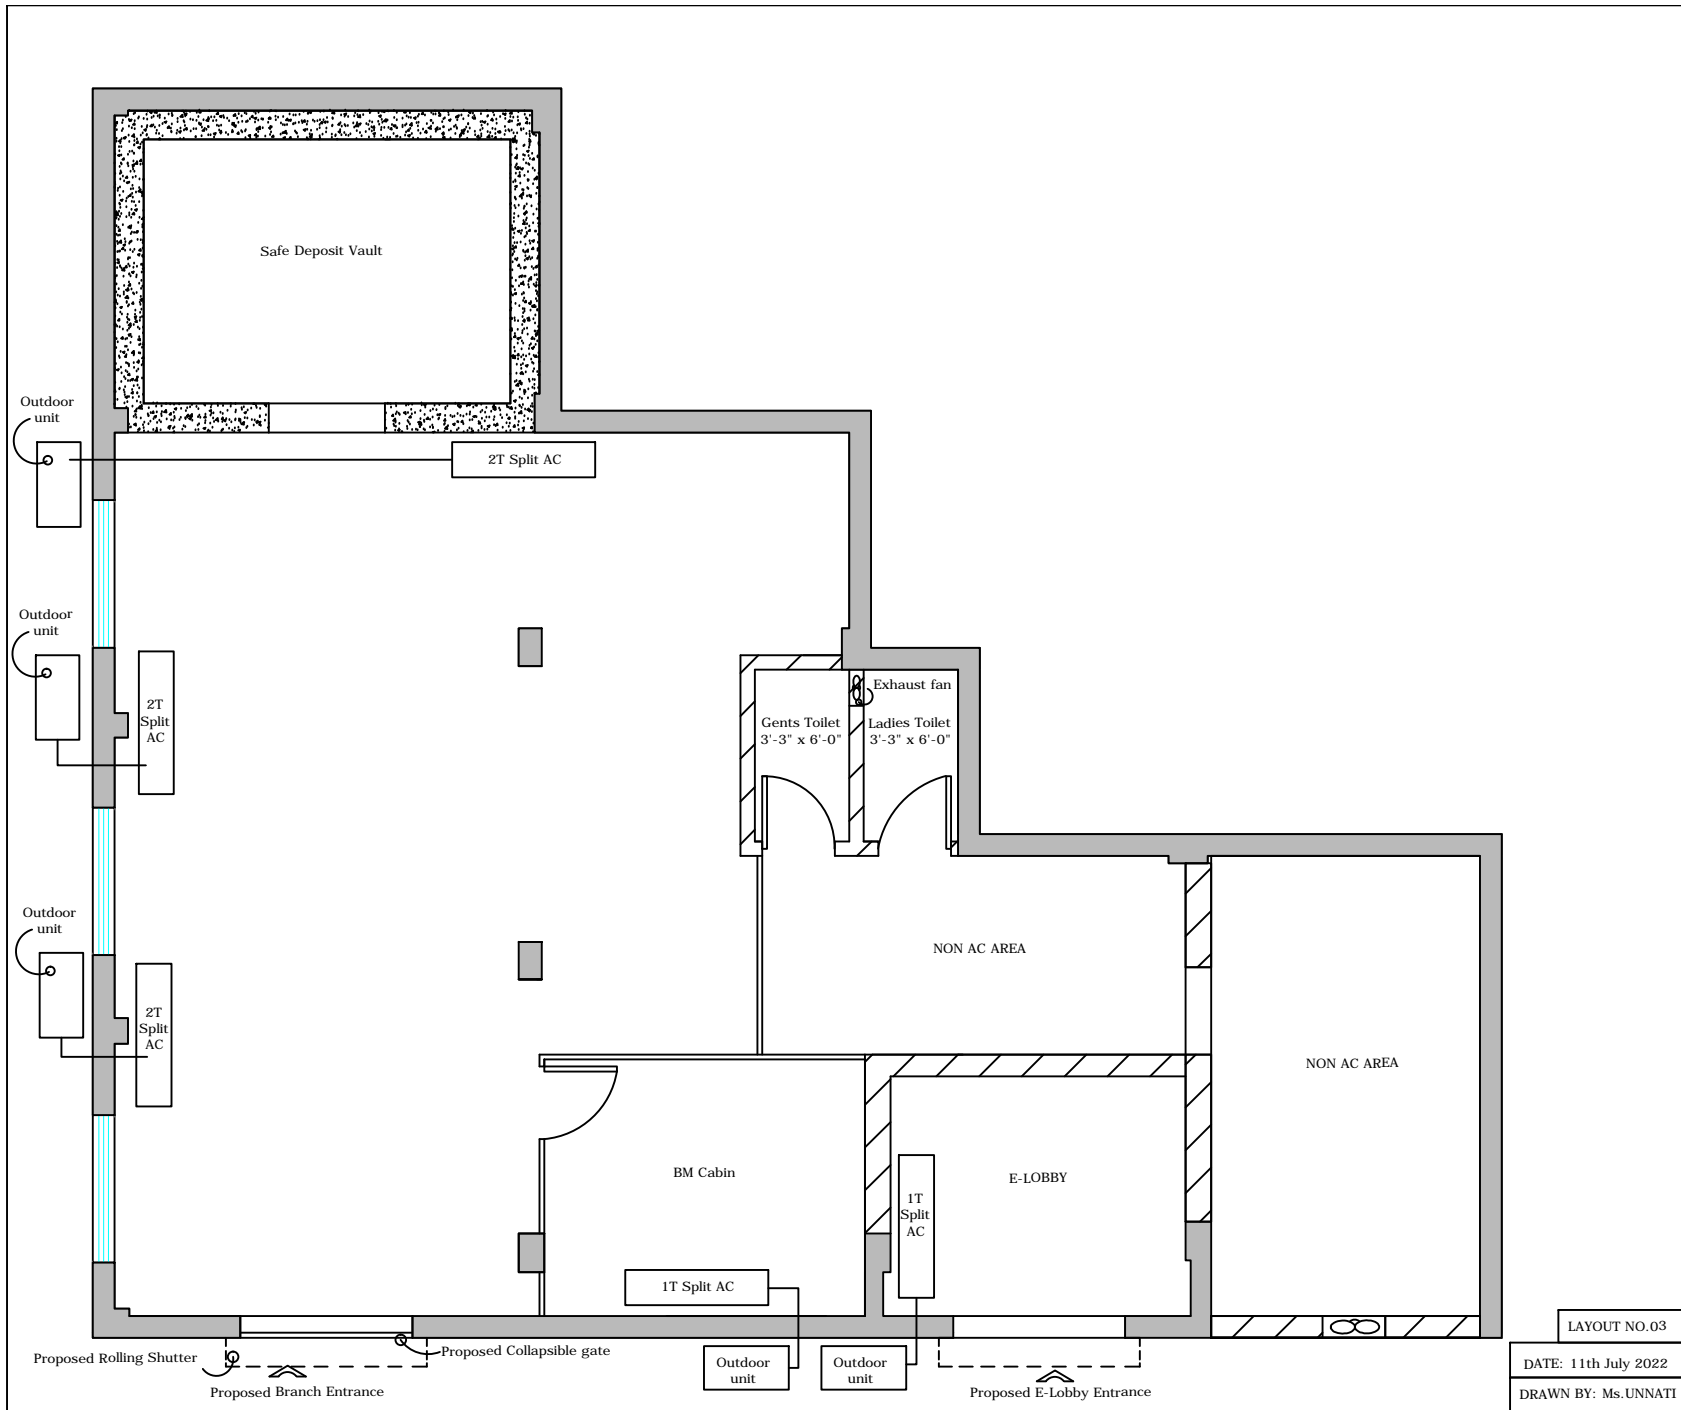 Safe Deposit Vault
Outdoor
unit
2T Split AC
Outdoor
unit
2T
Split
AC
Exhaust fan
Gents Toilet
3'-3" x 6'-0"
Ladies Toilet
3'-3" x 6'-0"
Outdoor
unit
2T
Split
AC
NON AC AREA
NON AC AREA
BM Cabin
E-LOBBY
1T
Split
AC
1T Split AC
Proposed Rolling Shutter
Proposed Collapsible gate
Proposed Branch Entrance
Outdoor
unit
Outdoor
unit
Proposed E-Lobby Entrance
LAYOUT NO.03
DATE: 11th July 2022
DRAWN BY: Ms.UNNATI